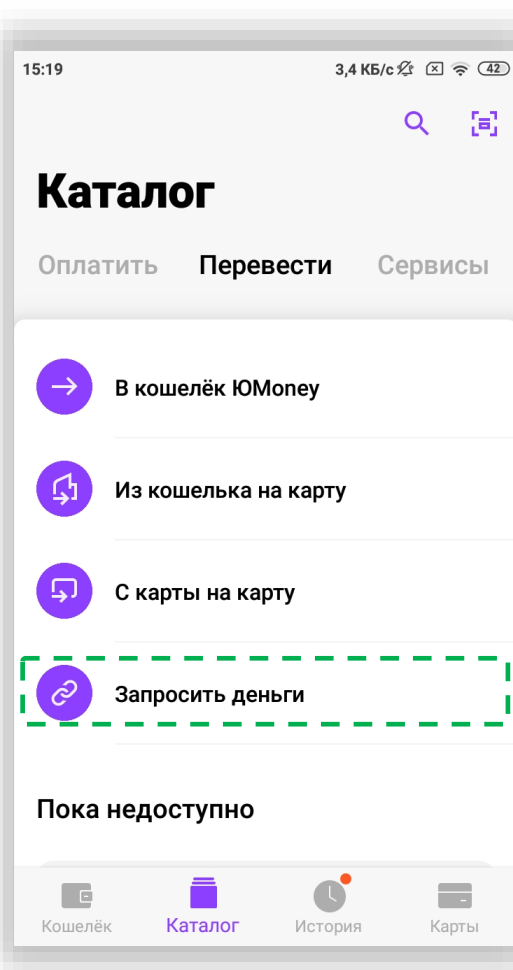 15:19 3,4 КБ/с 42
Каталог
Оплатить Перевести Сервисы
В кошелёк ЮMoney
Из кошелька на карту
С карты на карту
Запросить деньги
Пока недоступно
Кошелёк Каталог История Карты